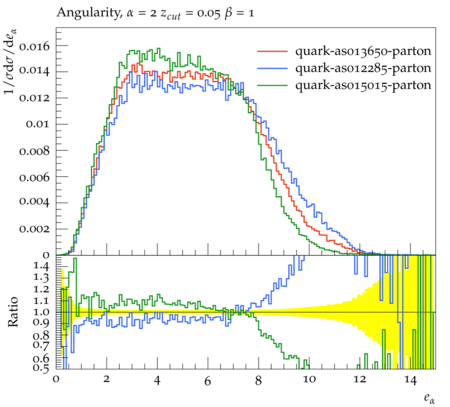 Angularity, α = 2 z_cut = 0.05 β = 1
1/σdσ/de_α
0.016
0.014
0.012
0.01
0.008
0.006
0.004
0.002
0
quark-as013650-parton
quark-as012285-parton
quark-as015015-parton
Ratio
1.4
1.3
1.2
1.1
1.0
0.9
0.8
0.7
0.6
0.5
0 2 4 6 8 10 12 14
e_α